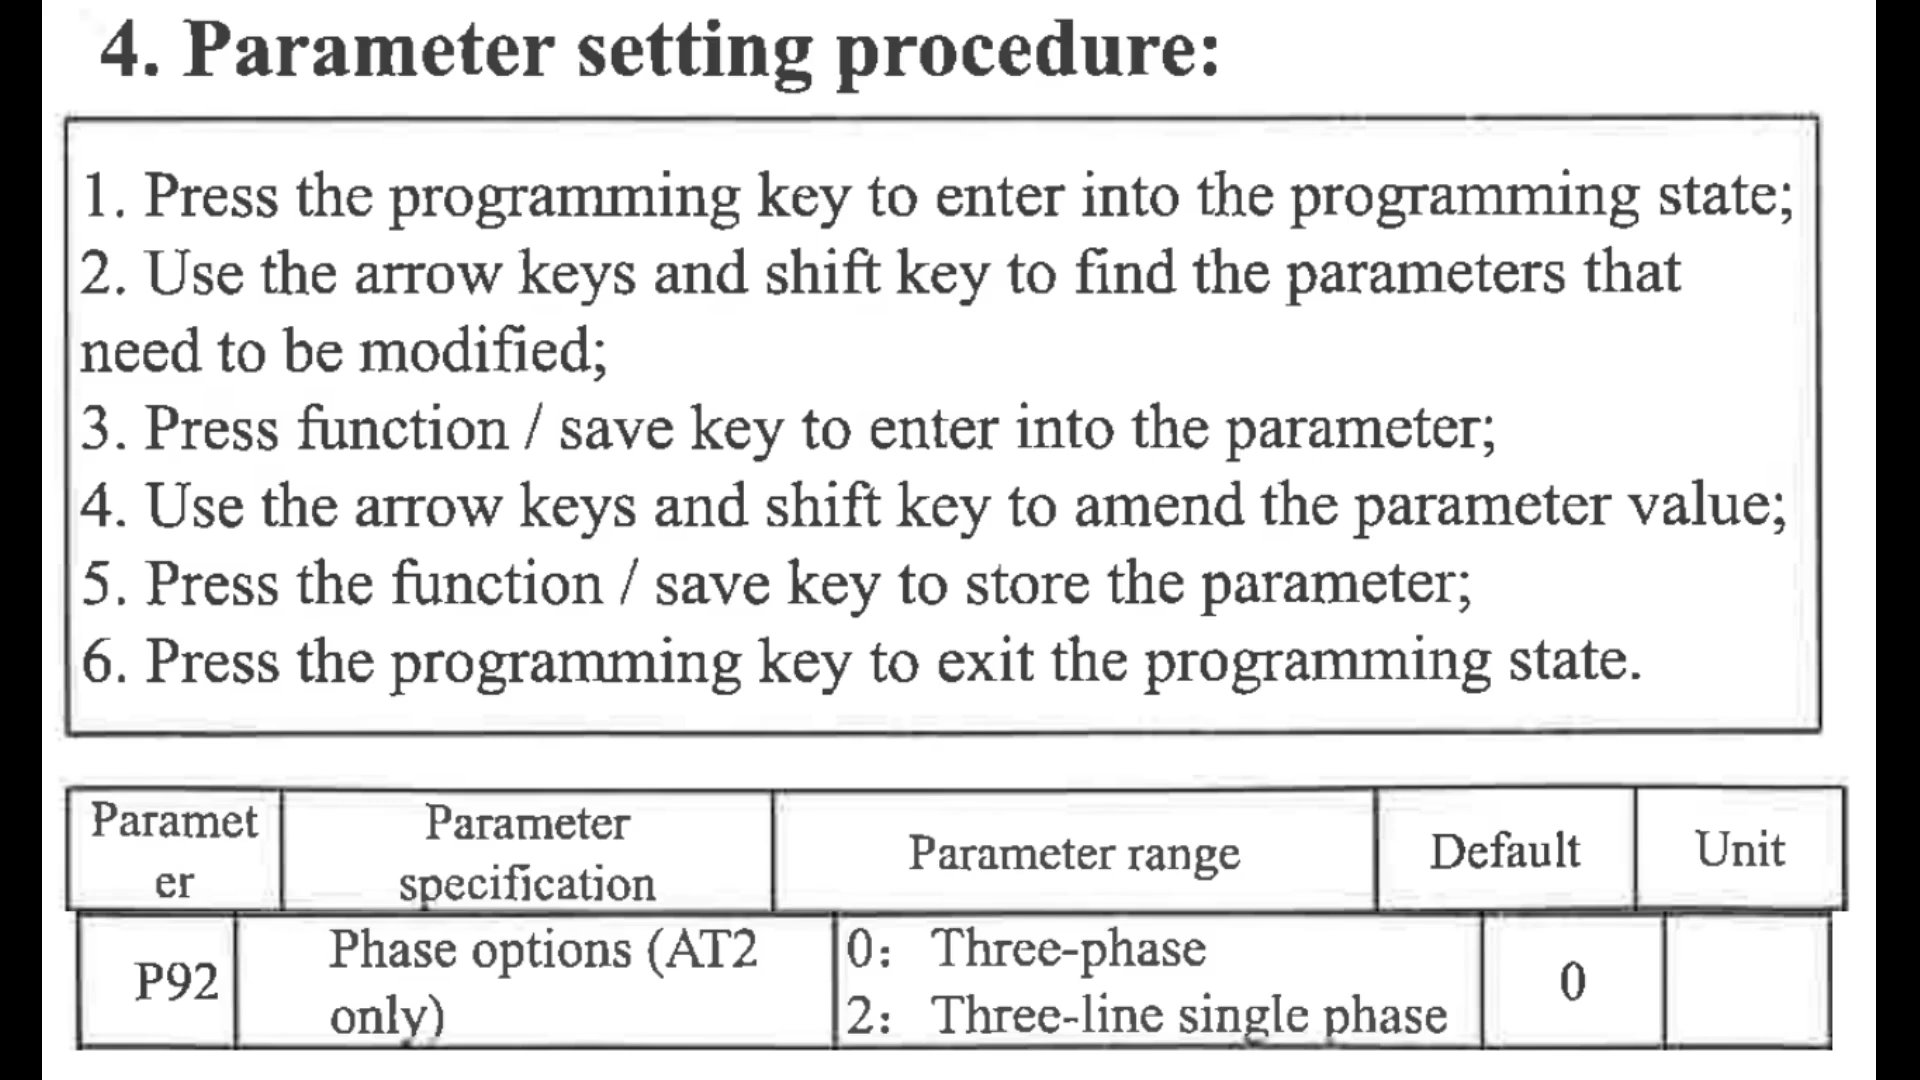 4. Parameter setting procedure:
1. Press the programming key to enter into the programming state;
2. Use the arrow keys and shift key to find the parameters that
need to be modified;
3. Press function / save key to enter into the parameter;
4. Use the arrow keys and shift key to amend the parameter value;
5. Press the function / save key to store the parameter;
6. Press the programming key to exit the programming state.
Paramet
er
Parameter
specification
Parameter range
Default
Unit
P92
Phase options (AT2
only)
0: Three-phase
2: Three-line single phase
0